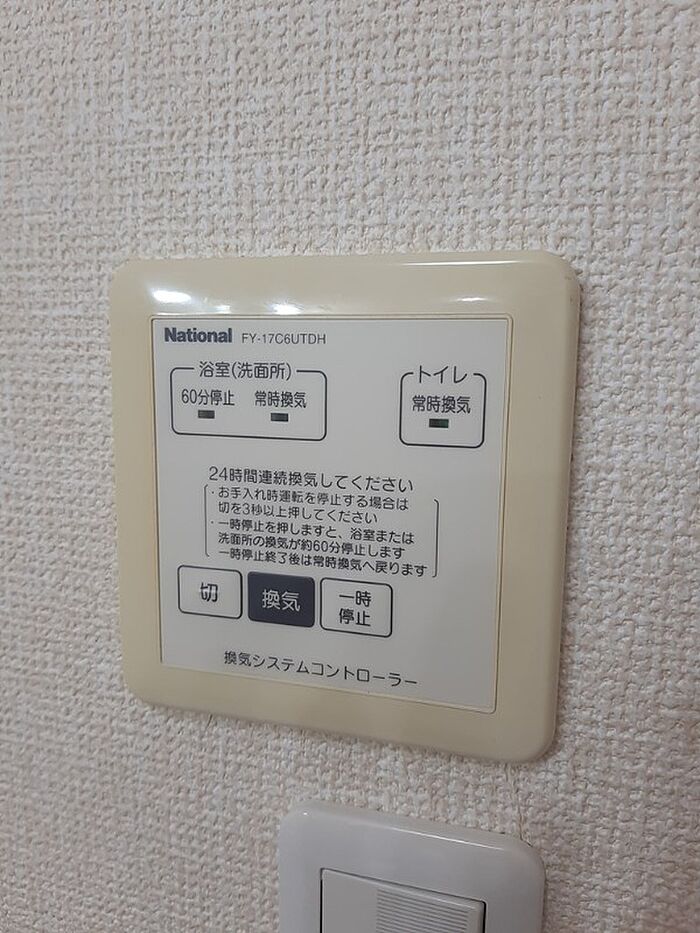 National FY-17C6UTDH
浴室(洗面所)
60分停止 常時換気
トイレ
常時換気
24時間連続換気してください
・お手入れ時運転を停止する場合は
切を3秒以上押してください
・一時停止を押しますと、浴室または
洗面所の換気が約60分停止します
一時停止終了後は常時換気へ戻ります
切 換気 一時
停止
換気システムコントローラー